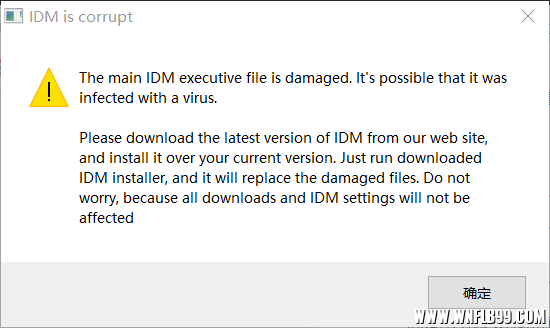 IDM is corrupt
The main IDM executive file is damaged. It's possible that it was
infected with a virus.
Please download the latest version of IDM from our web site,
and install it over your current version. Just run downloaded
IDM installer, and it will replace the damaged files. Do not
worry, because all downloads and IDM settings will not be
affected
确定
WWW.WNFLB99.COM